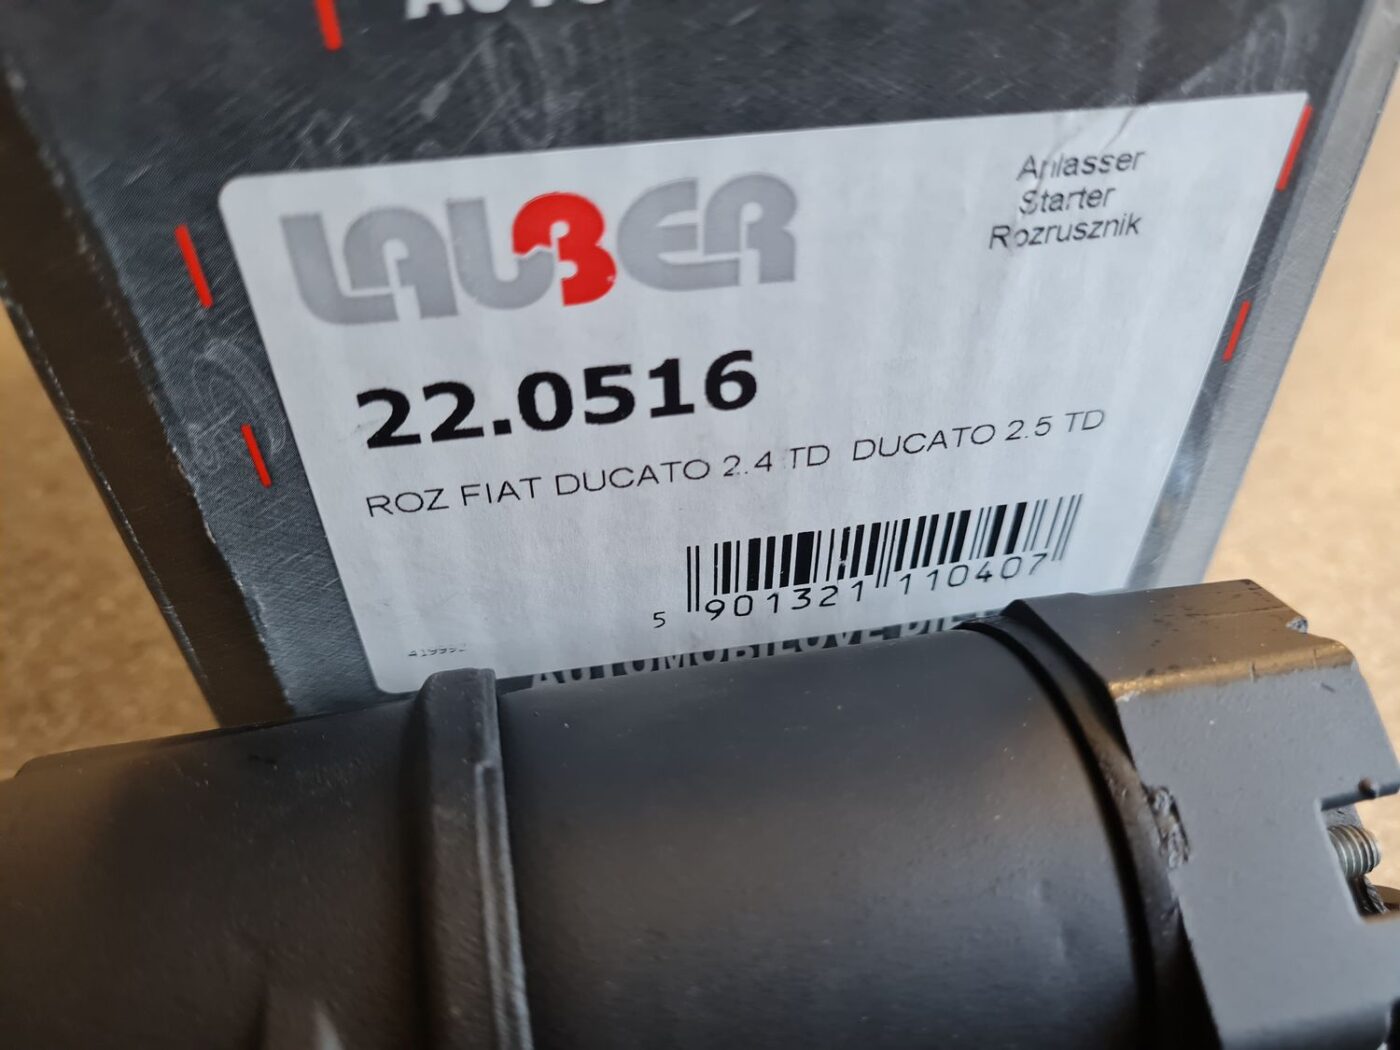 LAUBER
Anlasser
Starter
Rozrusznik
22.0516
ROZ FIAT DUCATO 2.4 TD DUCATO 2.5 TD
5 901321 110407